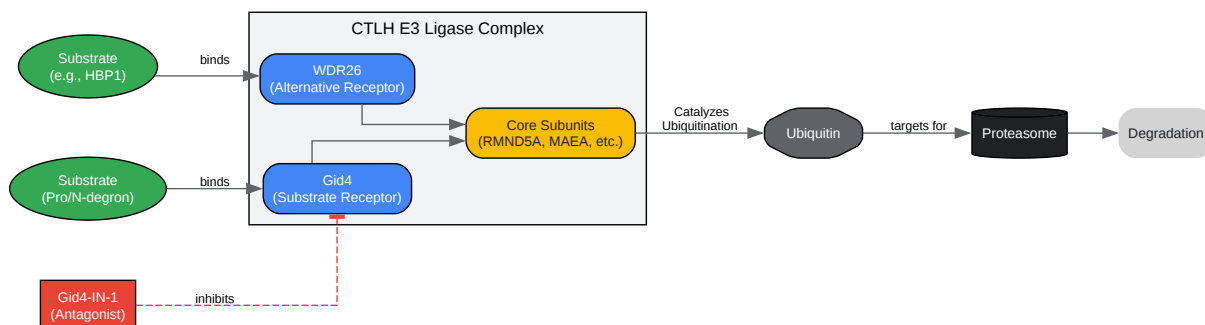 CTLH E3 Ligase Complex
Substrate
(e.g., HBP1)
binds
WDR26
(Alternative Receptor)
Core Subunits
(RMND5A, MAEA, etc.)
Catalyzes
Ubiquitination
Ubiquitin
targets for
Proteasome
Degradation
Substrate
(Pro/N-degron)
binds
Gid4
(Substrate Receptor)
Gid4-IN-1
(Antagonist)
inhibits